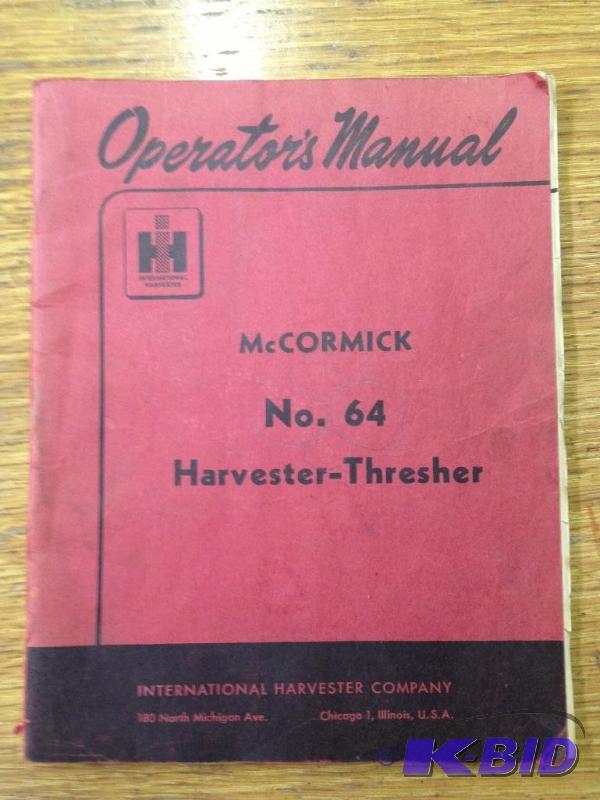 Operator's Manual
IH
INTERNATIONAL
HARVESTER
McCORMICK
No. 64
Harvester-Thresher
INTERNATIONAL HARVESTER COMPANY
180 North Michigan Ave. Chicago 1, Illinois, U.S.A.
K-BID